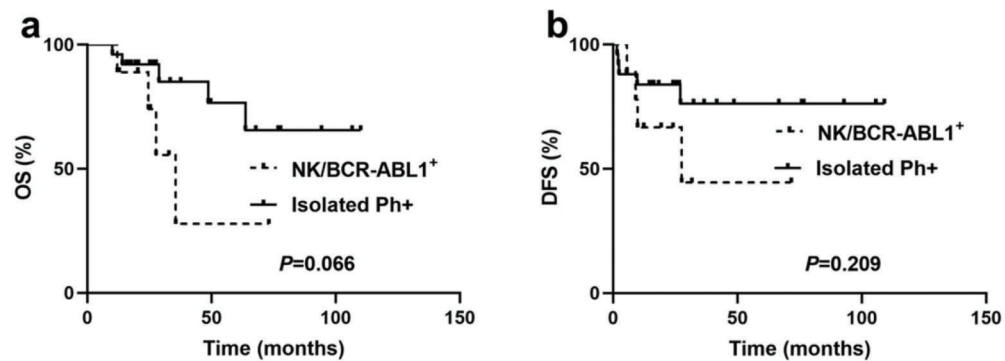 a
100
50
0
OS (%)
NK/BCR-ABL1⁺
Isolated Ph+
P=0.066
0 50 100 150
Time (months)
b
100
50
0
DFS (%)
NK/BCR-ABL1⁺
Isolated Ph+
P=0.209
0 50 100 150
Time (months)